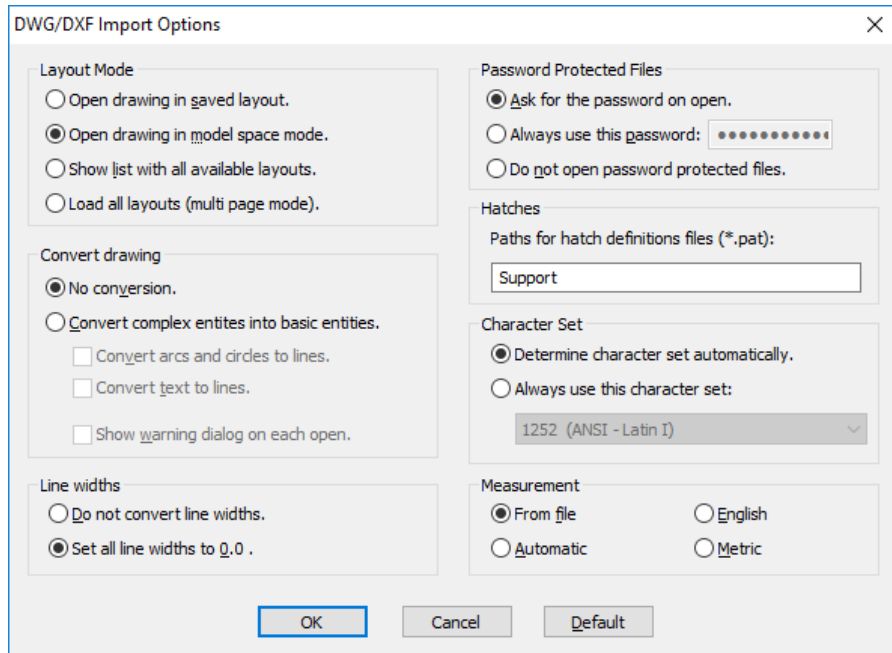 DWG/DXF Import Options
Layout Mode
Open drawing in saved layout.
Open drawing in model space mode.
Show list with all available layouts.
Load all layouts (multi page mode).
Convert drawing
No conversion.
Convert complex entites into basic entities.
Convert arcs and circles to lines.
Convert text to lines.
Show warning dialog on each open.
Line widths
Do not convert line widths.
Set all line widths to 0.0 .
Password Protected Files
Ask for the password on open.
Always use this password:
Do not open password protected files.
Hatches
Paths for hatch definitions files (*.pat):
Support
Character Set
Determine character set automatically.
Always use this character set:
1252 (ANSI - Latin I)
Measurement
From file English
Automatic Metric
OK Cancel Default